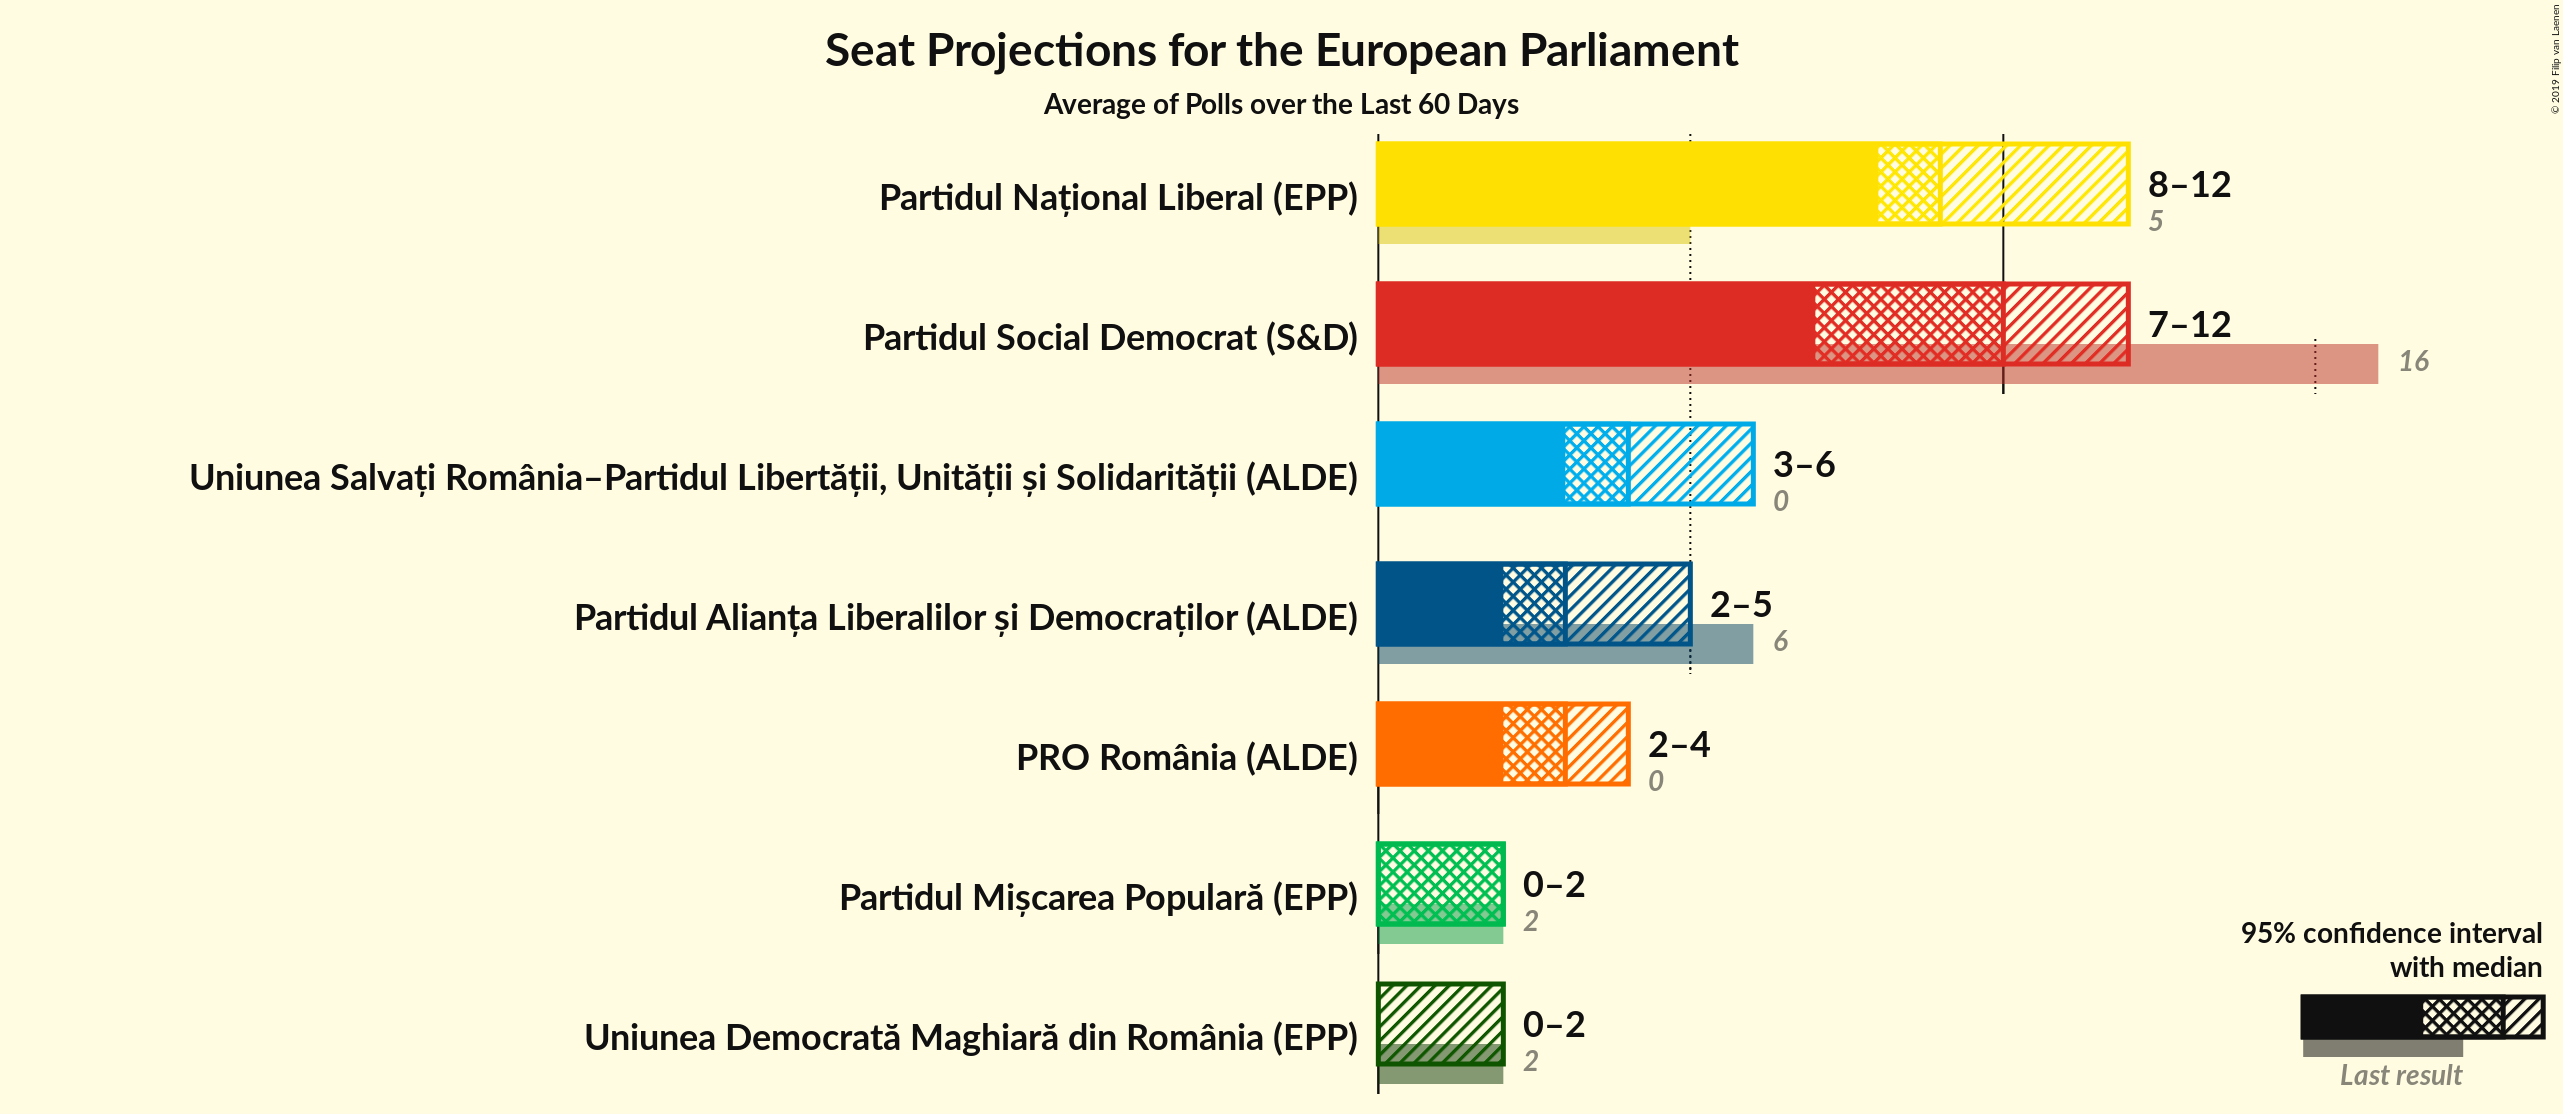 Seat Projections for the European Parliament
Average of Polls over the Last 60 Days
© 2019 Filip van Laenen
Partidul Național Liberal (EPP)
8–12
5
Partidul Social Democrat (S&D)
7–12
16
Uniunea Salvați România–Partidul Libertății, Unității și Solidarității (ALDE)
3–6
0
Partidul Alianța Liberalilor și Democraților (ALDE)
2–5
6
PRO România (ALDE)
2–4
0
Partidul Mișcarea Populară (EPP)
0–2
2
Uniunea Democrată Maghiară din România (EPP)
0–2
2
95% confidence interval
with median
Last result